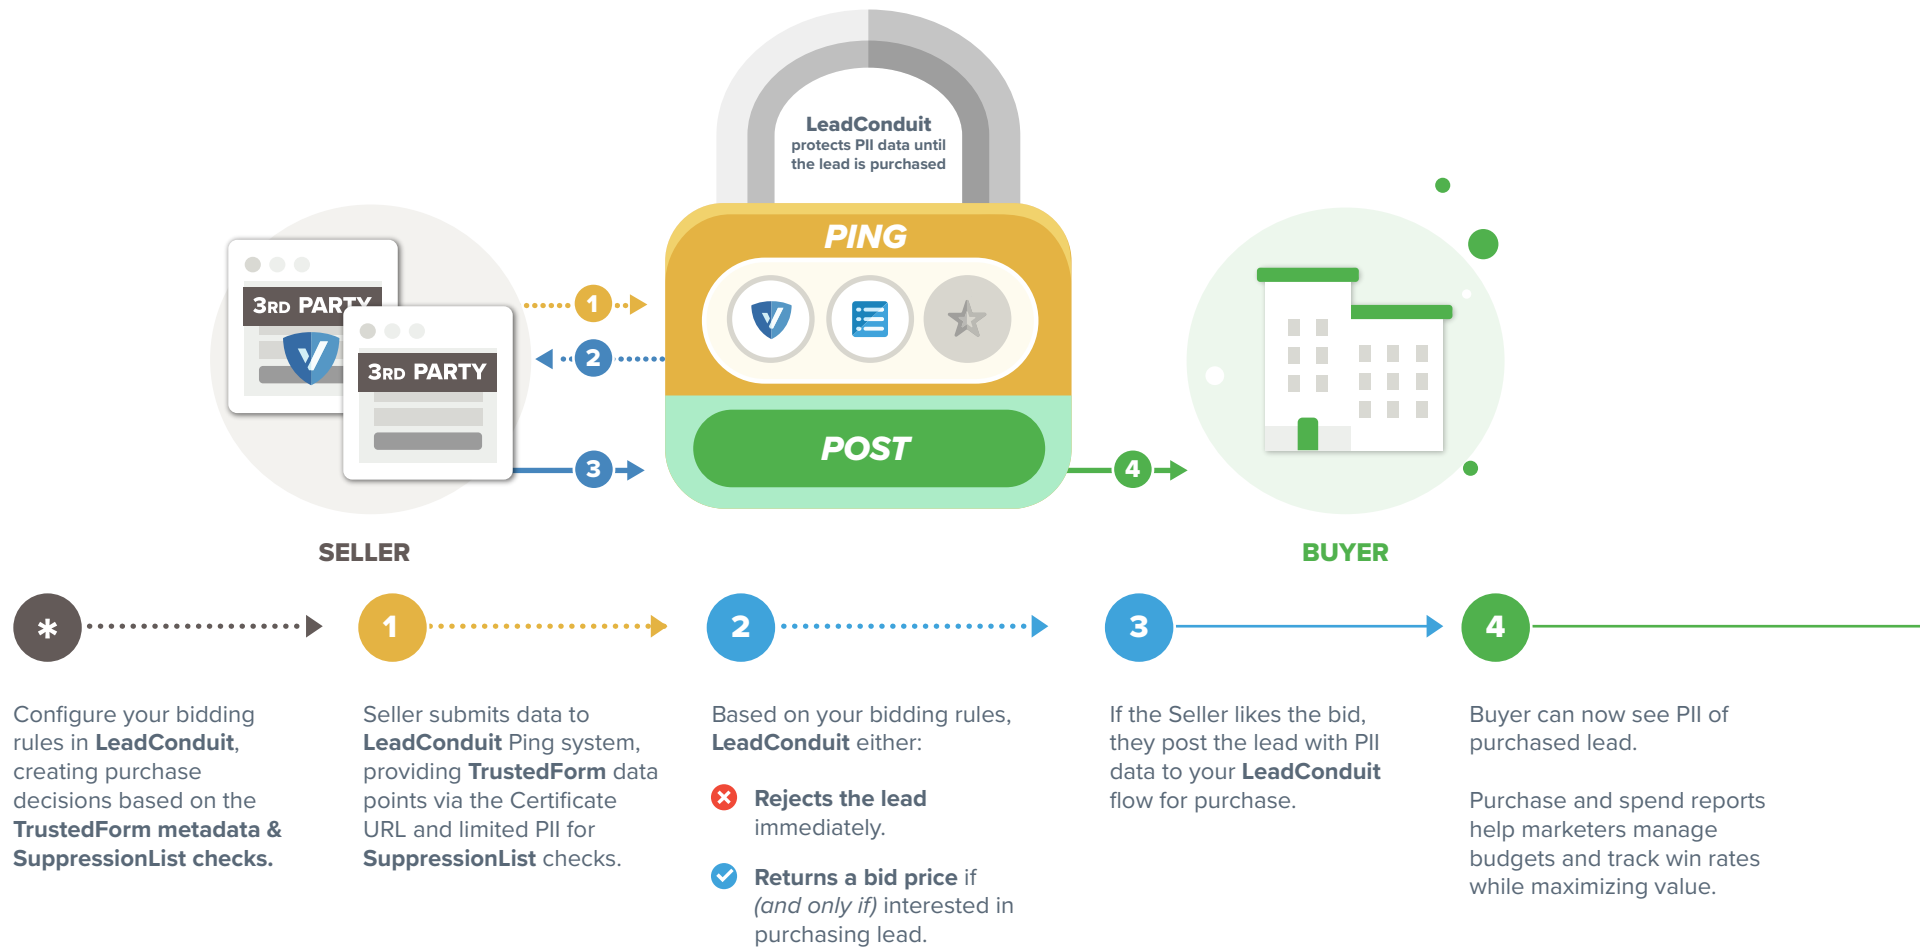 LeadConduit
protects PII data until
the lead is purchased
PING
3RD PARTY
3RD PARTY
1
2
3
POST
4
SELLER
BUYER
*
1
2
3
4
Configure your bidding
rules in LeadConduit,
creating purchase
decisions based on the
TrustedForm metadata &
SuppressionList checks.
Seller submits data to
LeadConduit Ping system,
providing TrustedForm data
points via the Certificate
URL and limited PII for
SuppressionList checks.
Based on your bidding rules,
LeadConduit either:
Rejects the lead
immediately.
Returns a bid price if
(and only if) interested in
purchasing lead.
If the Seller likes the bid,
they post the lead with PII
data to your LeadConduit
flow for purchase.
Buyer can now see PII of
purchased lead.
Purchase and spend reports
help marketers manage
budgets and track win rates
while maximizing value.